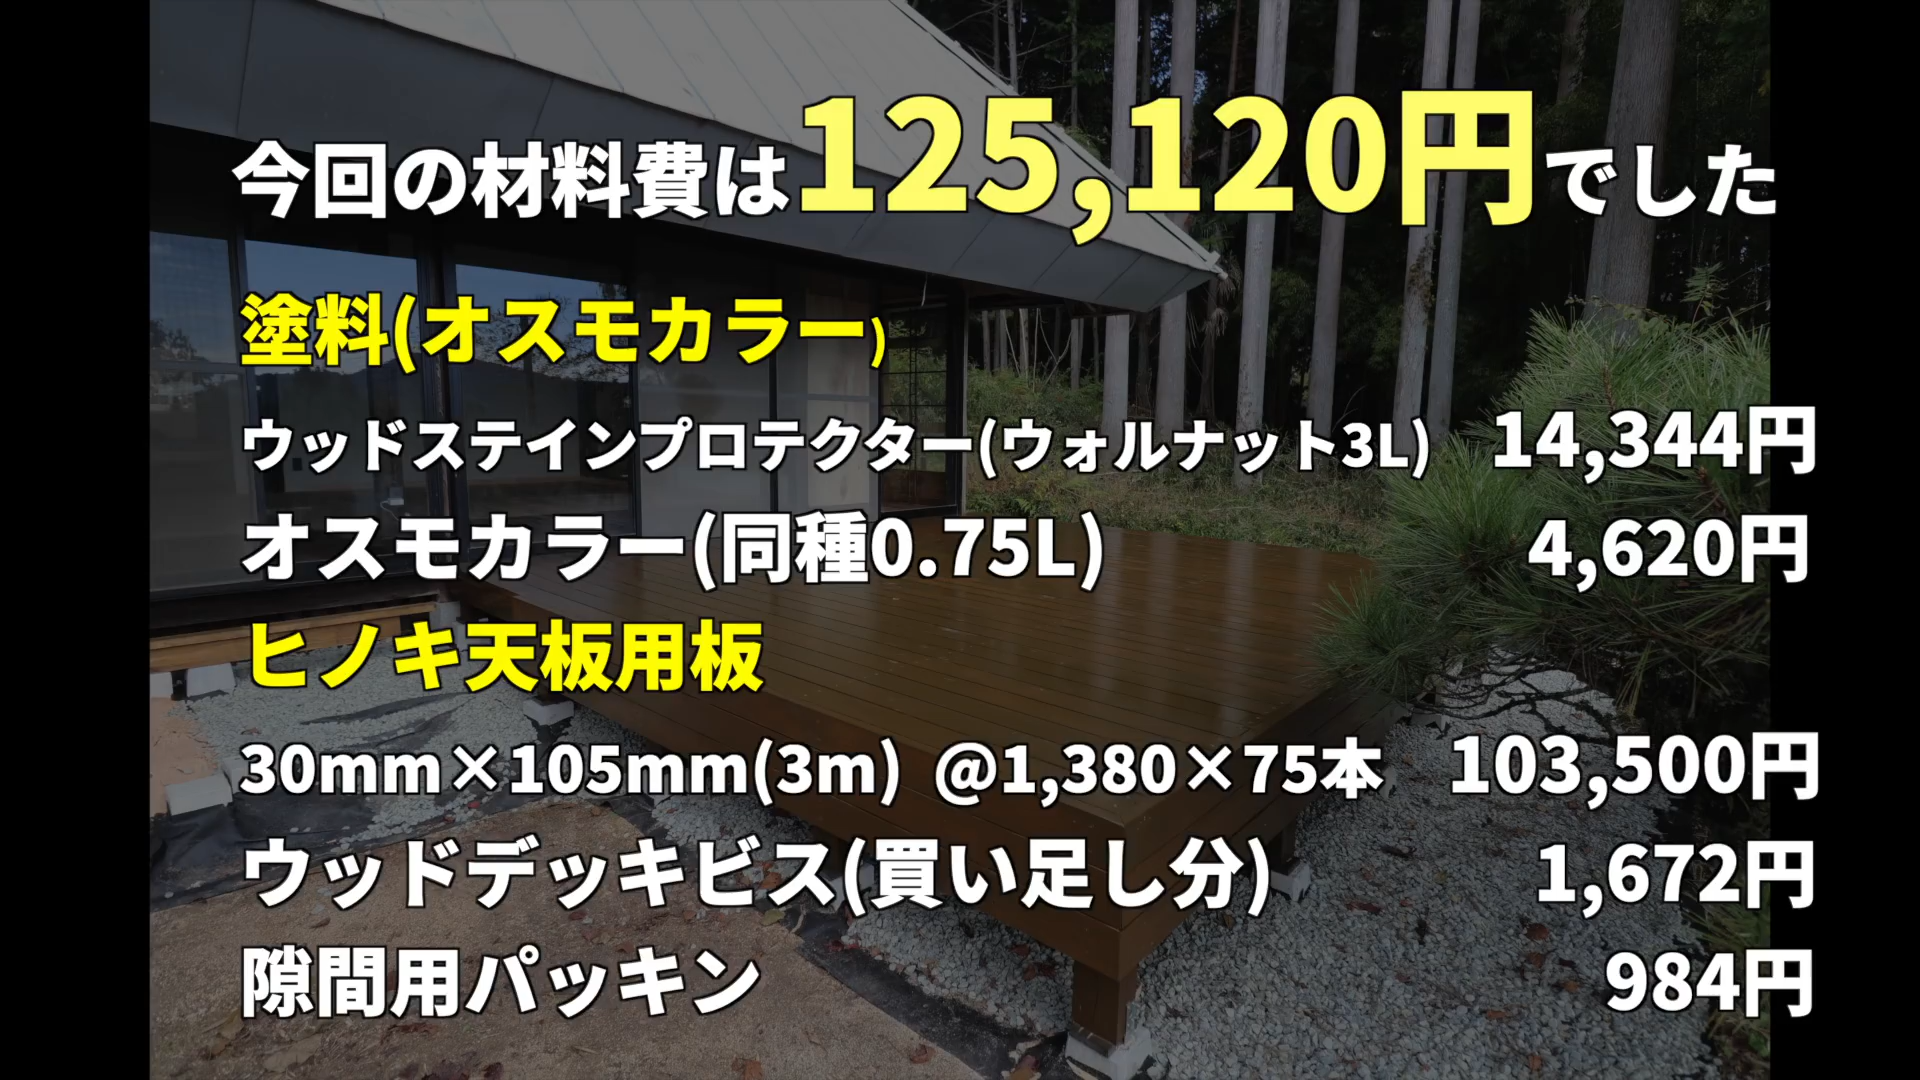 今回の材料費は125,120円でした
塗料(オスモカラー)
ウッドステインプロテクター(ウォルナット3L) 14,344円
オスモカラー(同種0.75L) 4,620円
ヒノキ天板用板
30mm×105mm(3m) @1,380×75本 103,500円
ウッドデッキビス(買い足し分) 1,672円
隙間用パッキン 984円